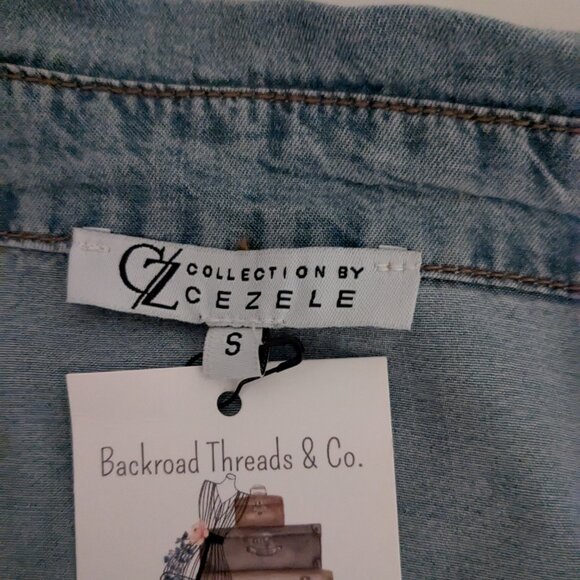 CZ COLLECTION BY
CEZELE
S
Backroad Threads & Co.